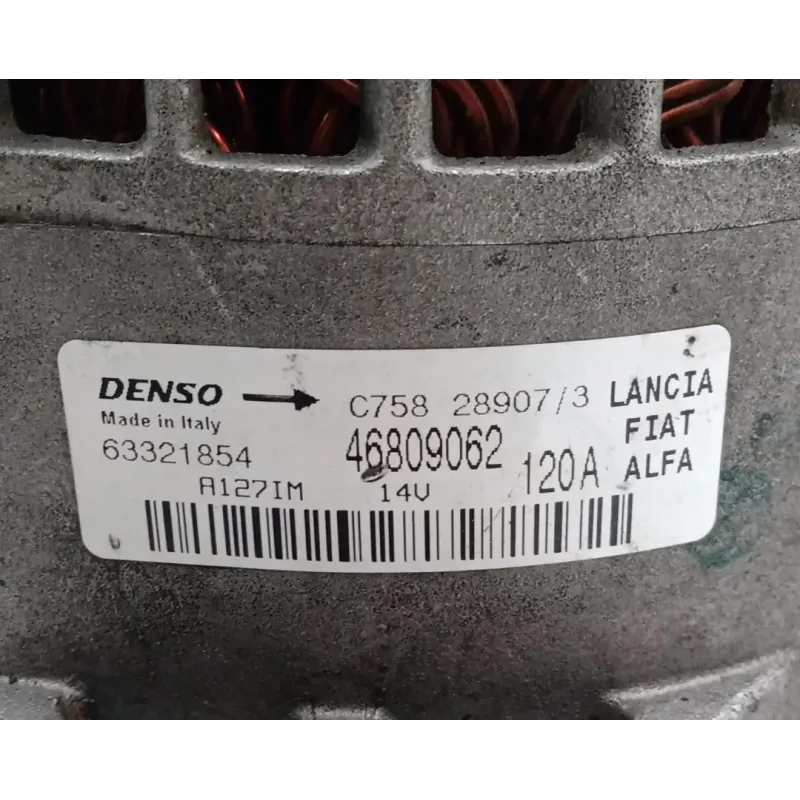 DENSO → C758 28907/3 LANCIA
Made in Italy FIAT
63321854 46809062 120A ALFA
A127IM 14V